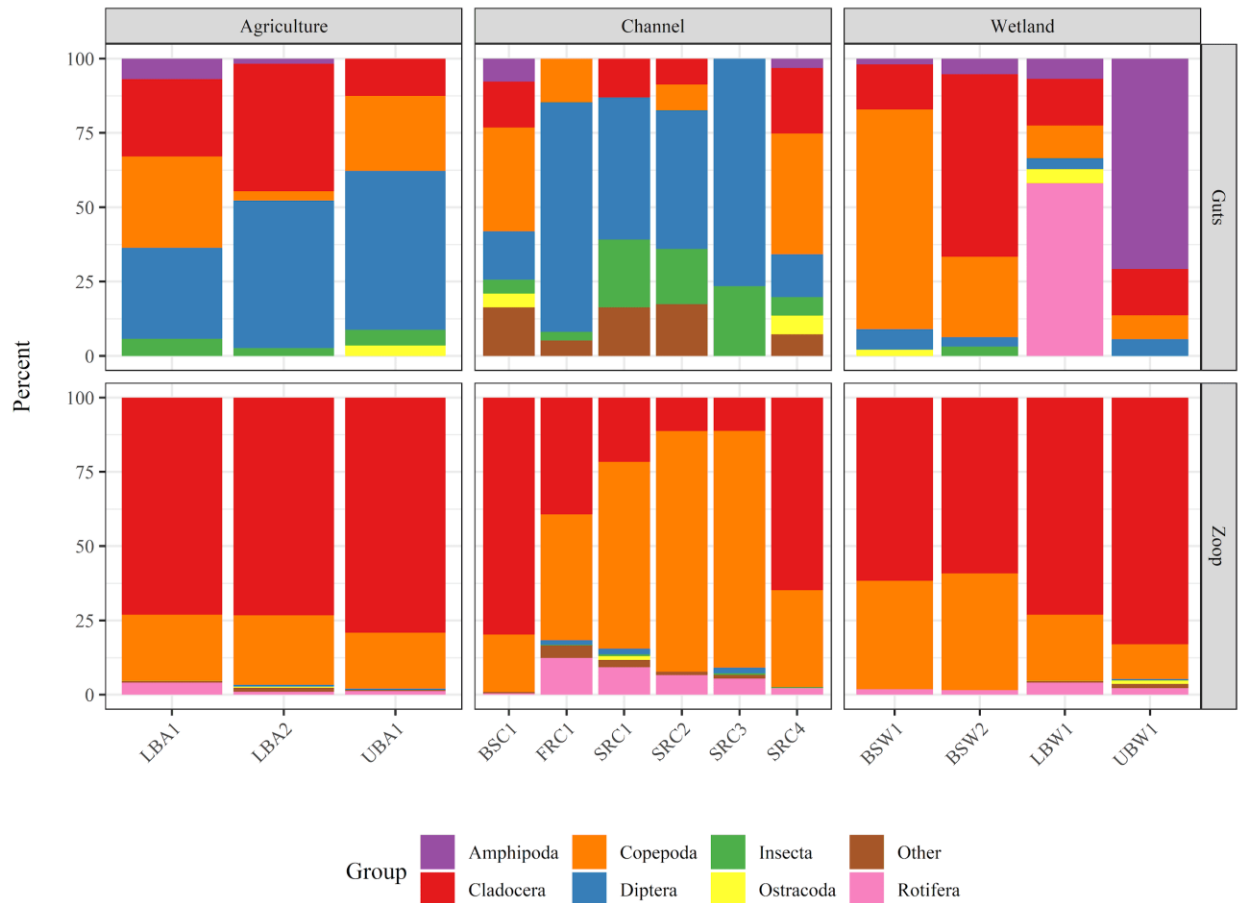 Agriculture Channel Wetland
100
75
50
25
0
Guts
Percent
100
75
50
25
0
Zoop
LBA1 LBA2 UBA1 BSC1 FRC1 SRC1 SRC2 SRC3 SRC4 BSW1 BSW2 LBW1 UBW1
Group
Amphipoda Copepoda Insecta Other
Cladocera Diptera Ostracoda Rotifera